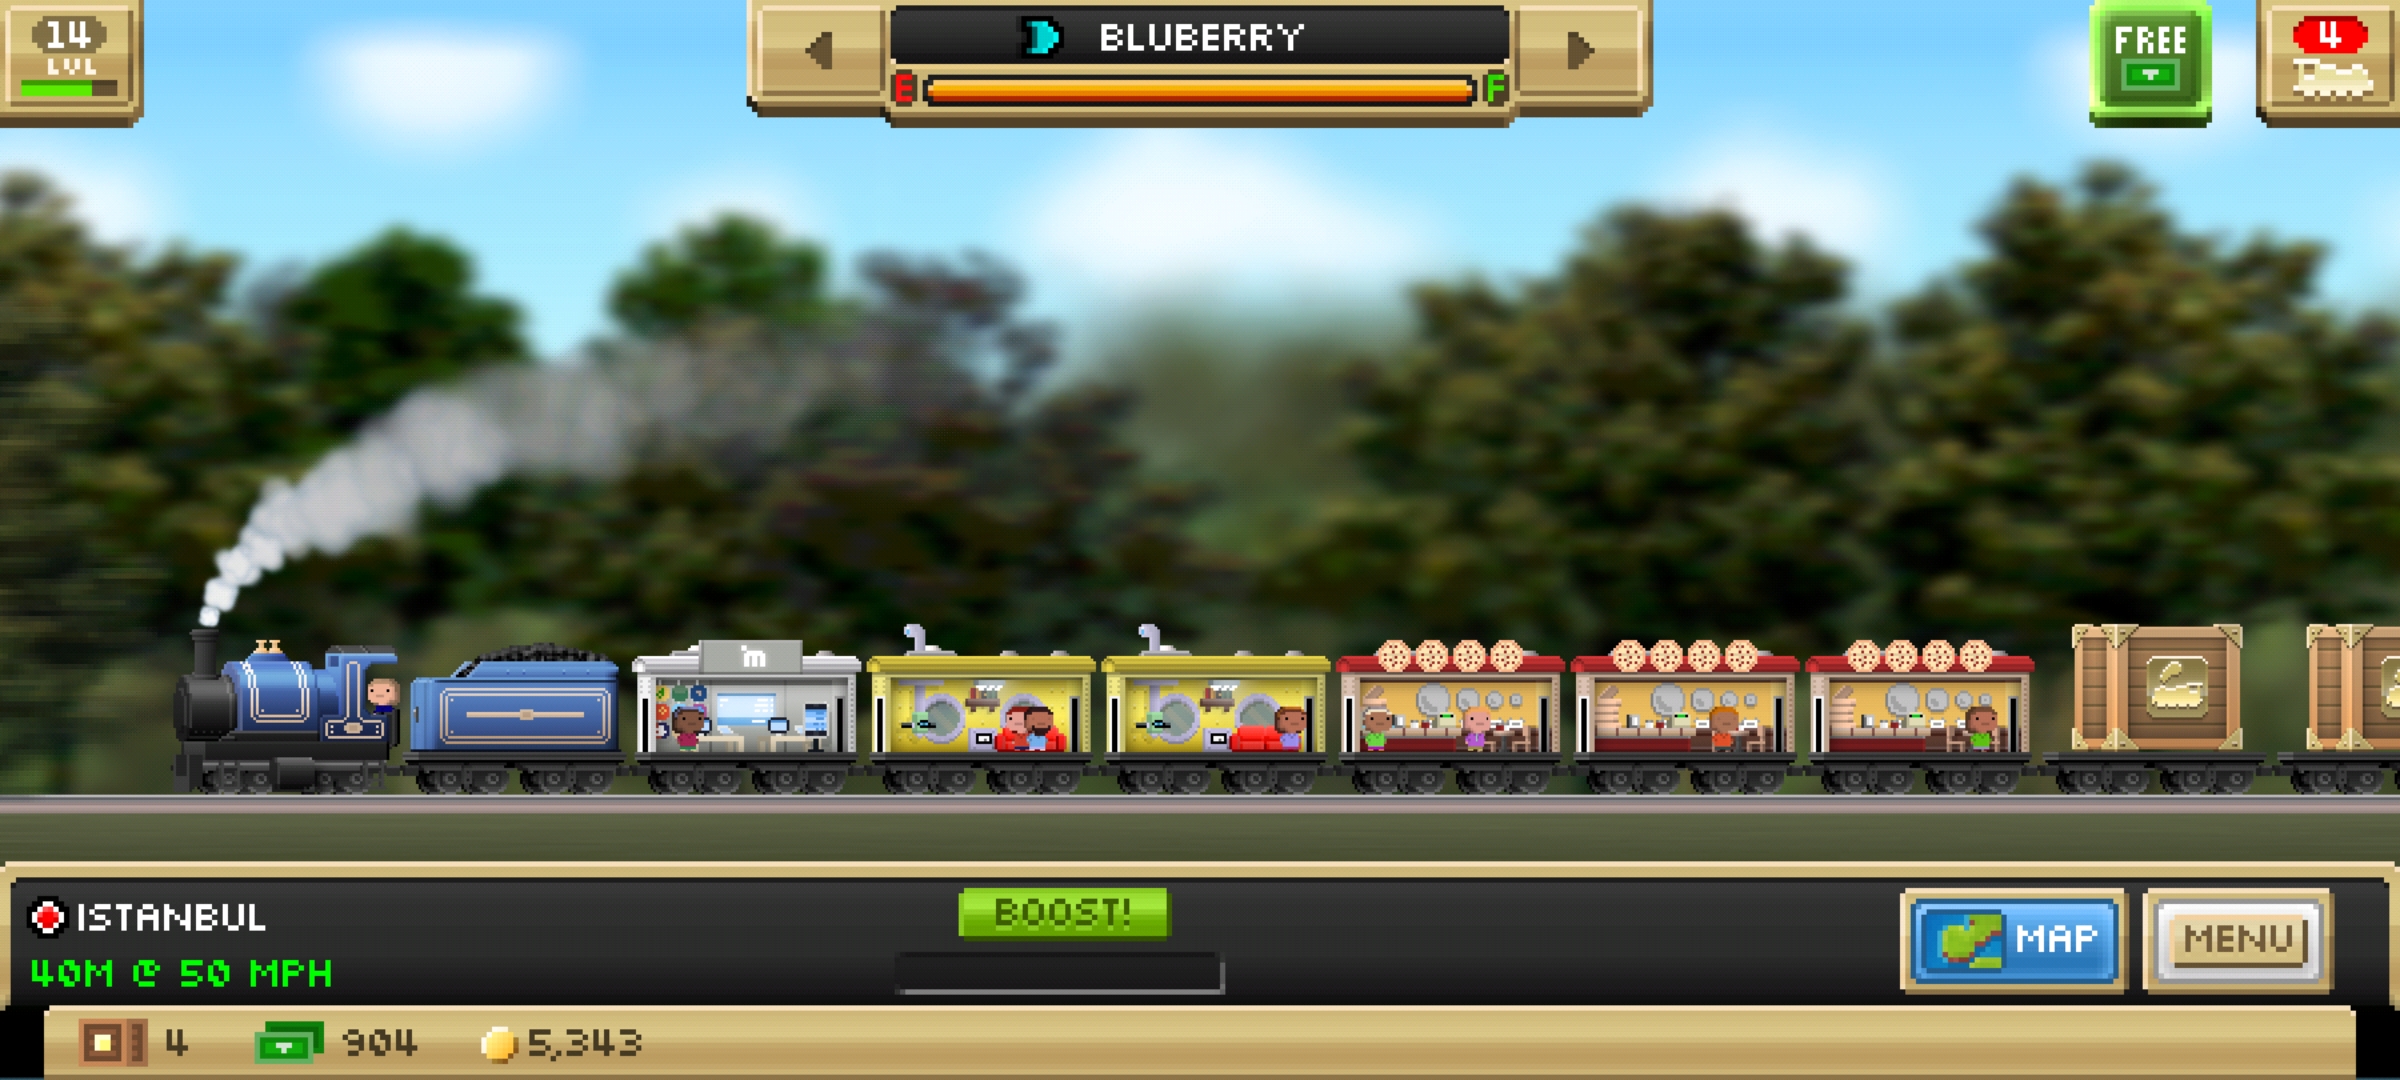 14
LVL
BLUBERRY
E F
FREE
4
m
ISTANBUL
40M @ 50 MPH
BOOST!
MAP
MENU
4 904 5,343